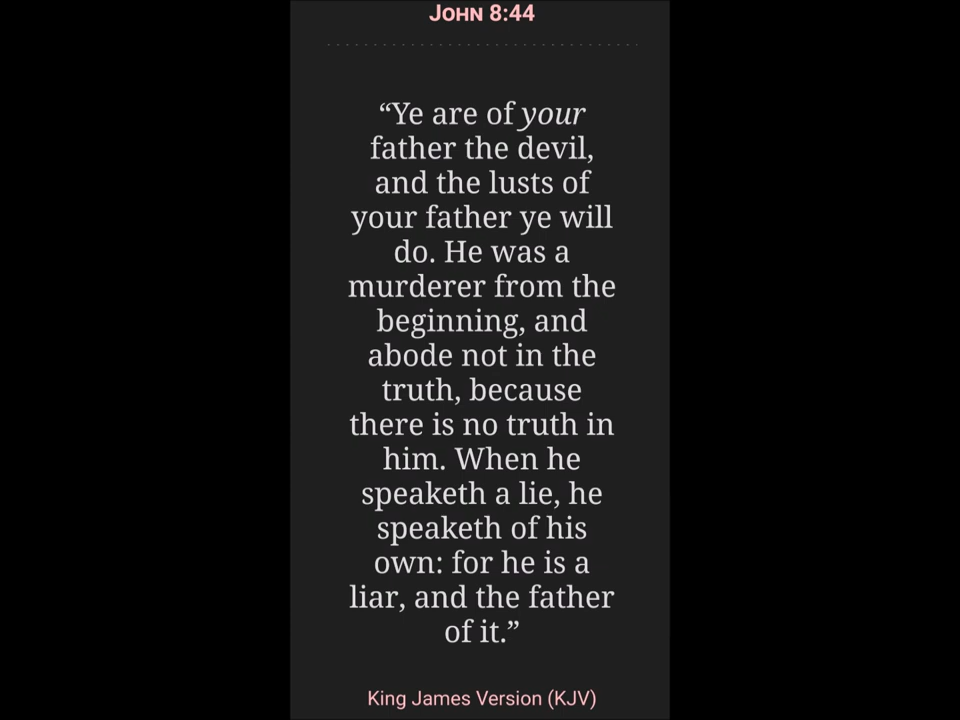 John 8:44
“Ye are of your
father the devil,
and the lusts of
your father ye will
do. He was a
murderer from the
beginning, and
abode not in the
truth, because
there is no truth in
him. When he
speaketh a lie, he
speaketh of his
own: for he is a
liar, and the father
of it.”
King James Version (KJV)